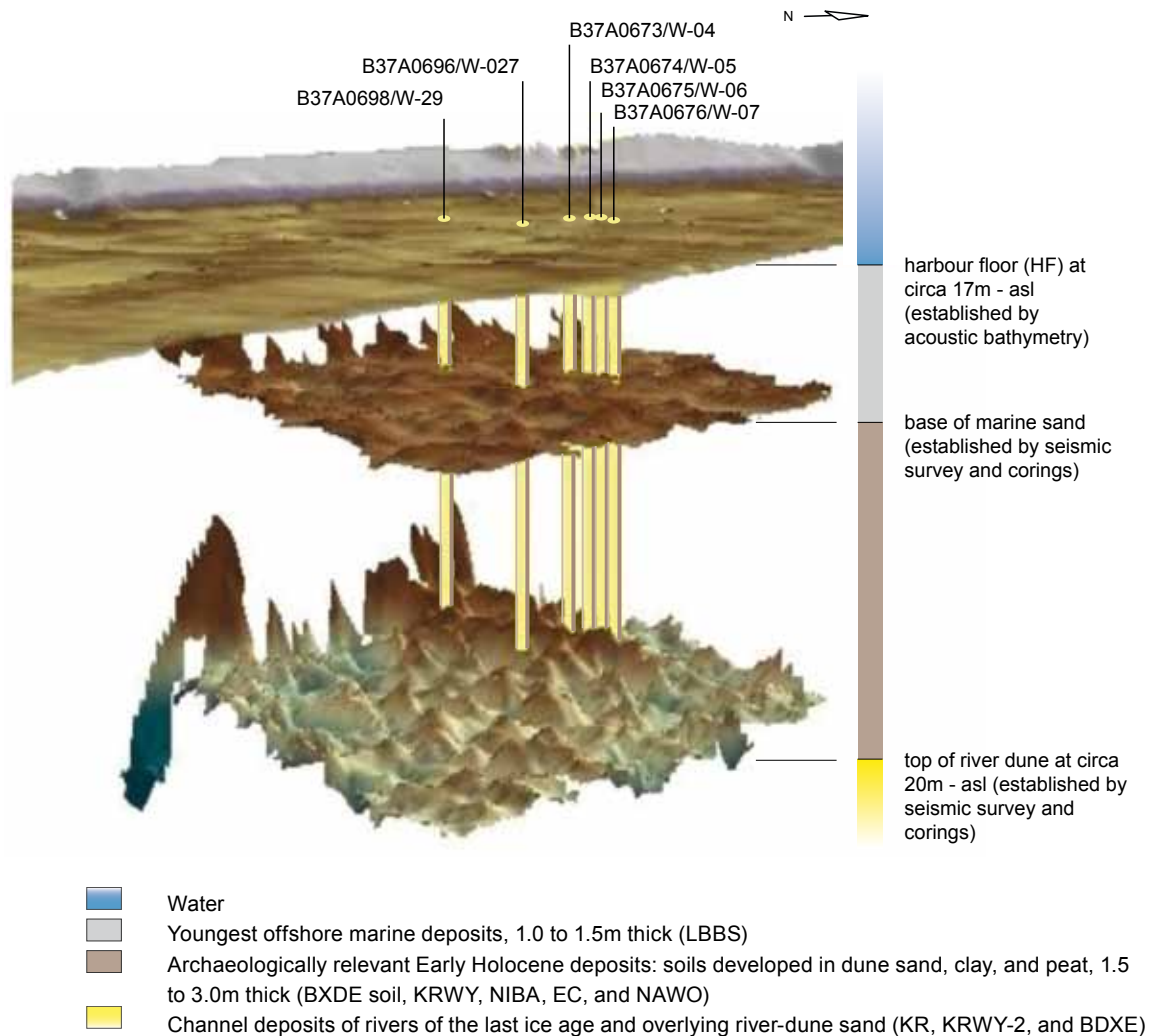 N
B37A0673/W-04
B37A0696/W-027
B37A0674/W-05
B37A0675/W-06
B37A0698/W-29
B37A0676/W-07
harbour floor (HF) at
circa 17m - asl
(established by
acoustic bathymetry)
base of marine sand
(established by seismic
survey and corings)
top of river dune at circa
20m - asl (established by
seismic survey and
corings)
Water
Youngest offshore marine deposits, 1.0 to 1.5m thick (LBBS)
Archaeologically relevant Early Holocene deposits: soils developed in dune sand, clay, and peat, 1.5
to 3.0m thick (BXDE soil, KRWY, NIBA, EC, and NAWO)
Channel deposits of rivers of the last ice age and overlying river-dune sand (KR, KRWY-2, and BDXE)